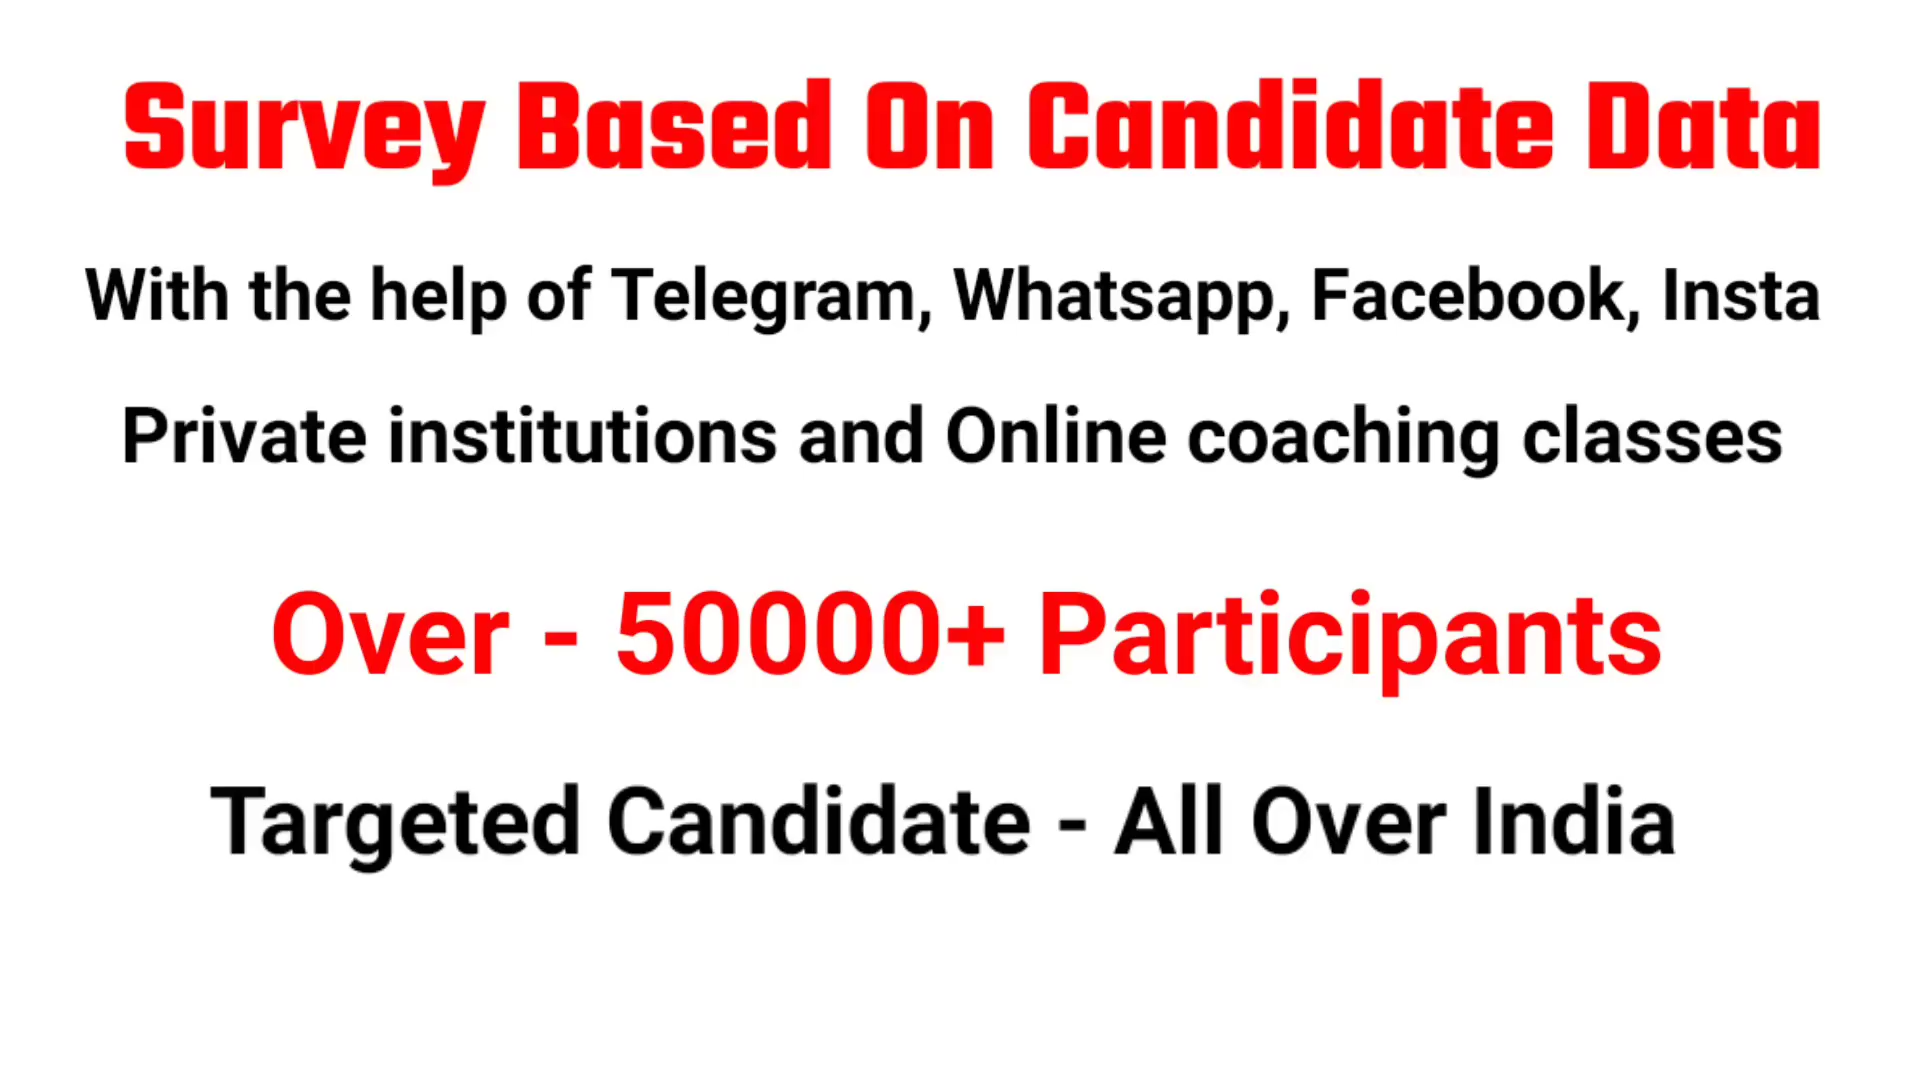 Survey Based On Candidate Data
With the help of Telegram, Whatsapp, Facebook, Insta
Private institutions and Online coaching classes
Over - 50000+ Participants
Targeted Candidate - All Over India